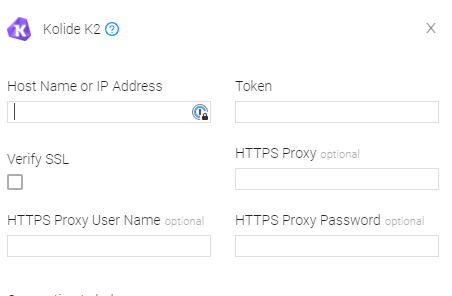 Kolide K2
Host Name or IP Address
Token
Verify SSL
HTTPS Proxy optional
HTTPS Proxy User Name optional
HTTPS Proxy Password optional